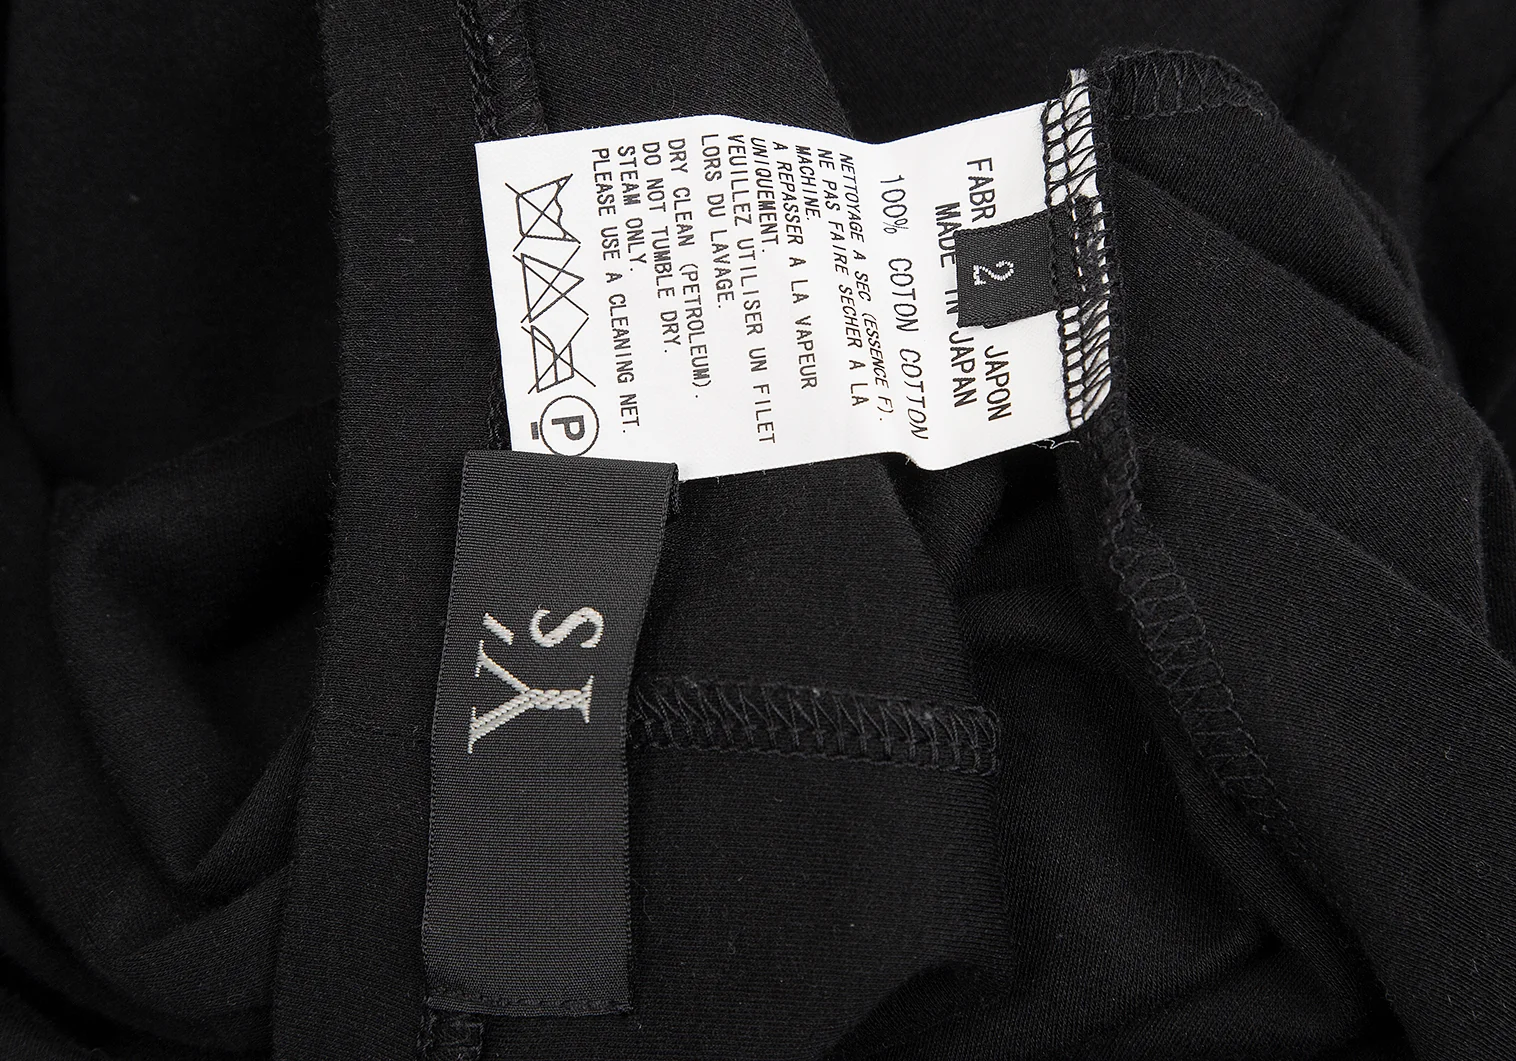 FABR JAPON
MADE IN JAPAN
2
100% COTON COTTON
NETTOYAGE A SEC (ESSENCE F).
NE PAS FAIRE SECHER A LA
MACHINE.
A REPASSER A LA VAPEUR
UNIQUEMENT.
VEUILLEZ UTILISER UN FILET
LORS DU LAVAGE.
DRY CLEAN (PETROLEUM).
DO NOT TUMBLE DRY.
STEAM ONLY.
PLEASE USE A CLEANING NET.
P
Y's